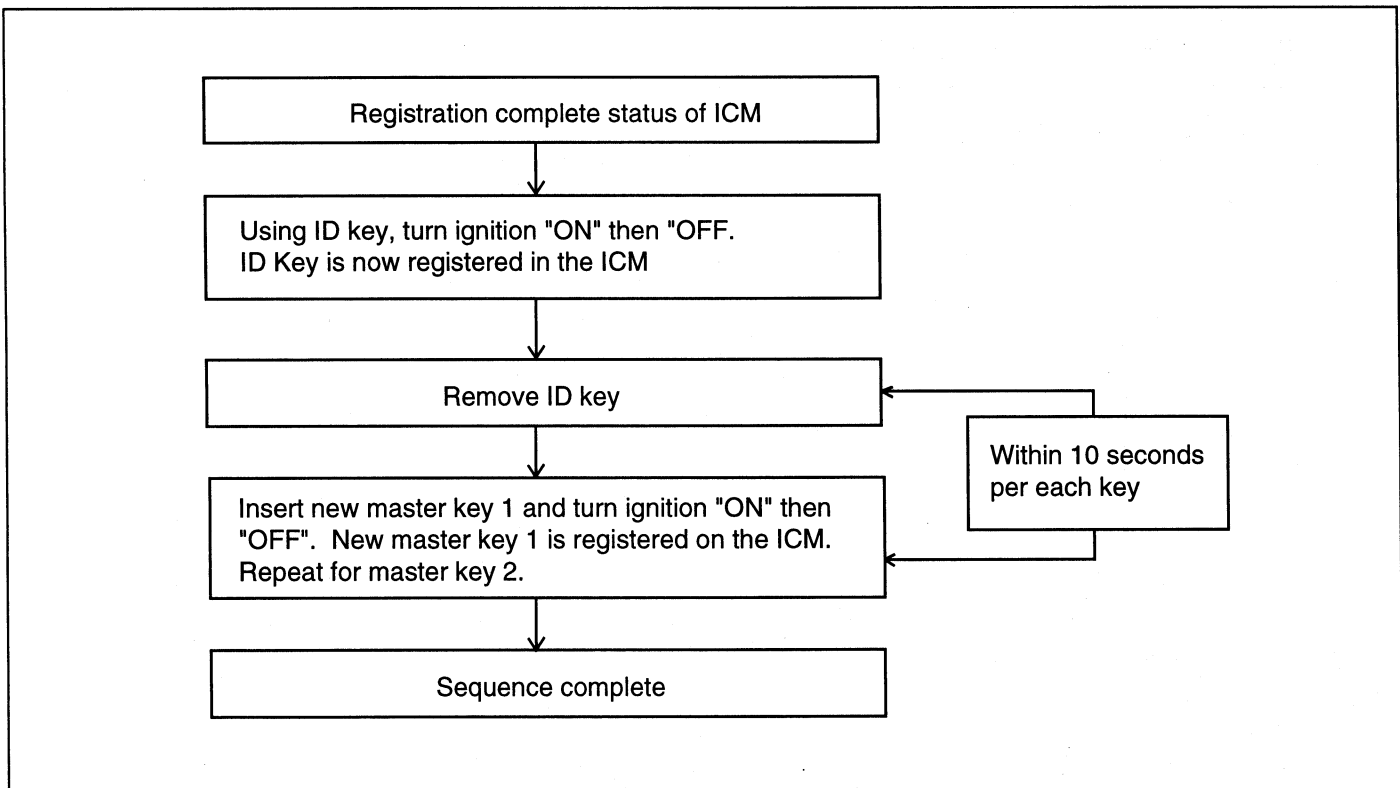 Registration complete status of ICM
Using ID key, turn ignition "ON" then "OFF.
ID Key is now registered in the ICM
Remove ID key
Within 10 seconds
per each key
Insert new master key 1 and turn ignition "ON" then
"OFF".  New master key 1 is registered on the ICM.
Repeat for master key 2.
Sequence complete